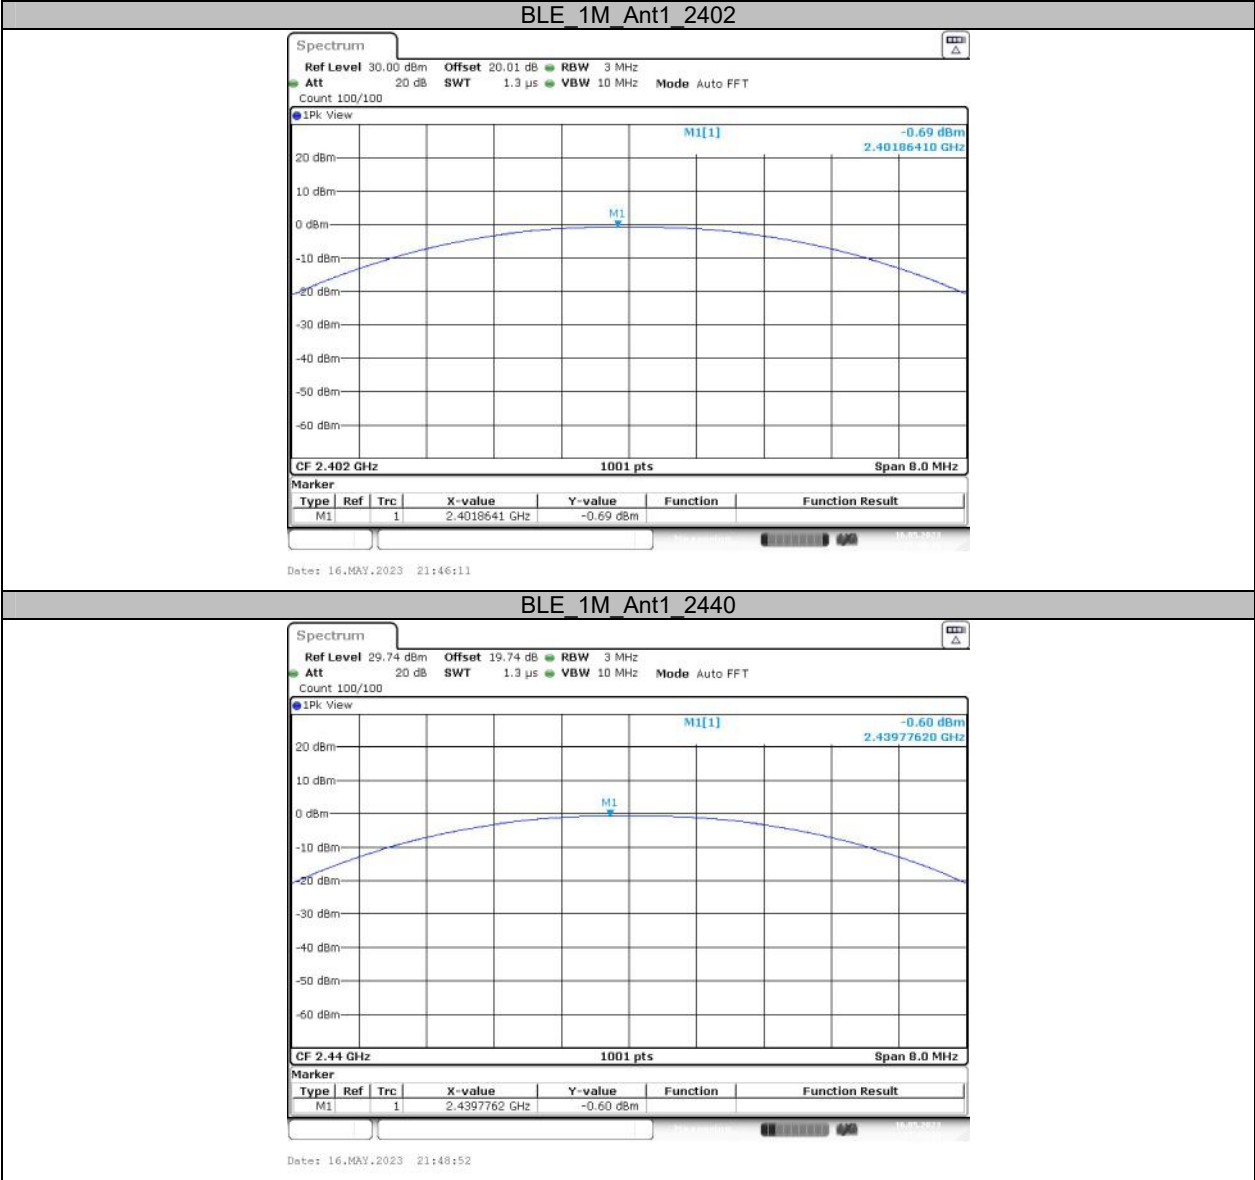 BLE_1M_Ant1_2402
Spectrum
Ref Level 30.00 dBm Offset 20.01 dB RBW 3 MHz
Att 20 dB SWT 1.3 µs VBW 10 MHz Mode Auto FFT
Count 100/100
1Pk View
M1[1] -0.69 dBm
2.40186410 GHz
20 dBm
10 dBm
M1
0 dBm
-10 dBm
-20 dBm
-30 dBm
-40 dBm
-50 dBm
-60 dBm
CF 2.402 GHz 1001 pts Span 8.0 MHz
Marker
Type Ref Trc X-value Y-value Function Function Result
M1 1 2.4018641 GHz -0.69 dBm
16.05.2023
Date: 16.MAY.2023 21:46:11
BLE_1M_Ant1_2440
Spectrum
Ref Level 29.74 dBm Offset 19.74 dB RBW 3 MHz
Att 20 dB SWT 1.3 µs VBW 10 MHz Mode Auto FFT
Count 100/100
1Pk View
M1[1] -0.60 dBm
2.43977620 GHz
20 dBm
10 dBm
M1
0 dBm
-10 dBm
-20 dBm
-30 dBm
-40 dBm
-50 dBm
-60 dBm
CF 2.44 GHz 1001 pts Span 8.0 MHz
Marker
Type Ref Trc X-value Y-value Function Function Result
M1 1 2.4397762 GHz -0.60 dBm
16.05.2023
Date: 16.MAY.2023 21:48:52